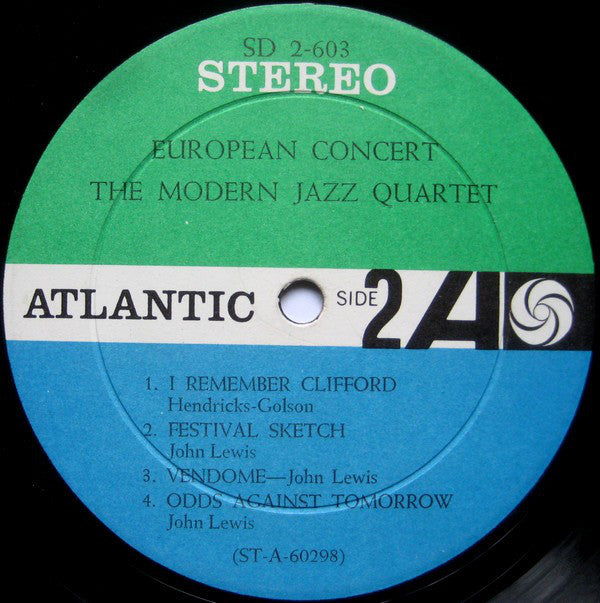 SD 2-603
STEREO
EUROPEAN CONCERT
THE MODERN JAZZ QUARTET
ATLANTIC SIDE 2 A
1. I REMEMBER CLIFFORD
Hendricks-Golson
2. FESTIVAL SKETCH
John Lewis
3. VENDOME—John Lewis
4. ODDS AGAINST TOMORROW
John Lewis
(ST-A-60298)